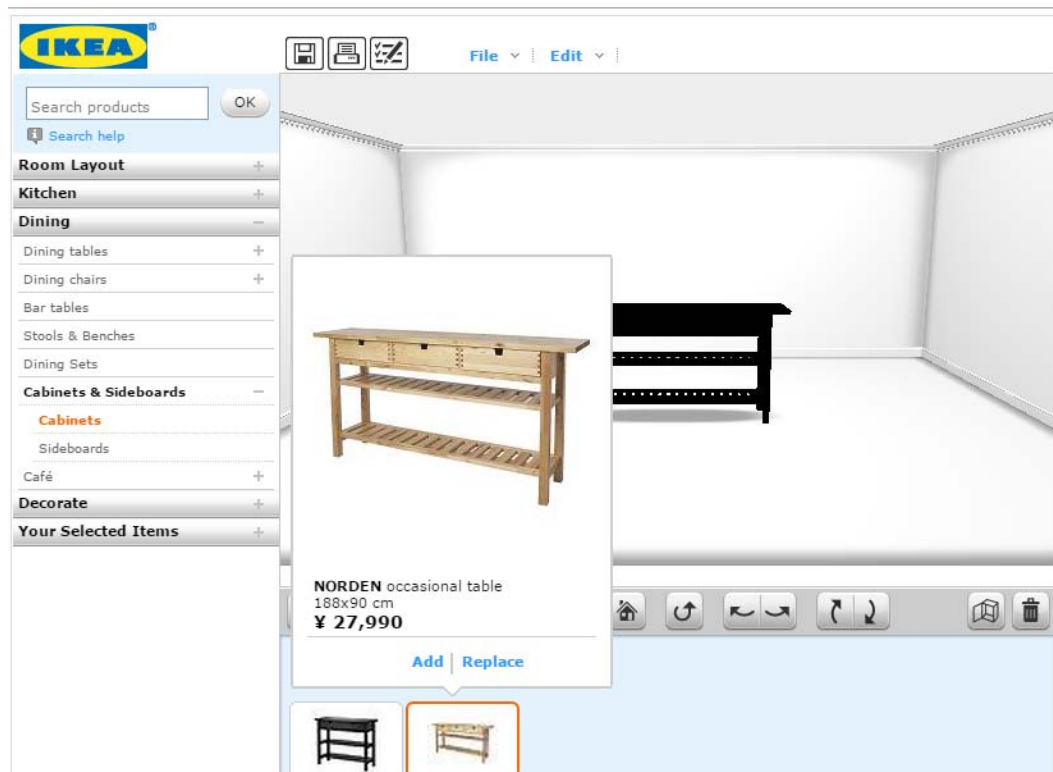 IKEA
®
File
Edit
Search products
OK
Search help
Room Layout
Kitchen
Dining
Dining tables
Dining chairs
Bar tables
Stools & Benches
Dining Sets
Cabinets & Sideboards
Cabinets
Sideboards
Café
Decorate
Your Selected Items
NORDEN occasional table
188x90 cm
¥ 27,990
Add
Replace